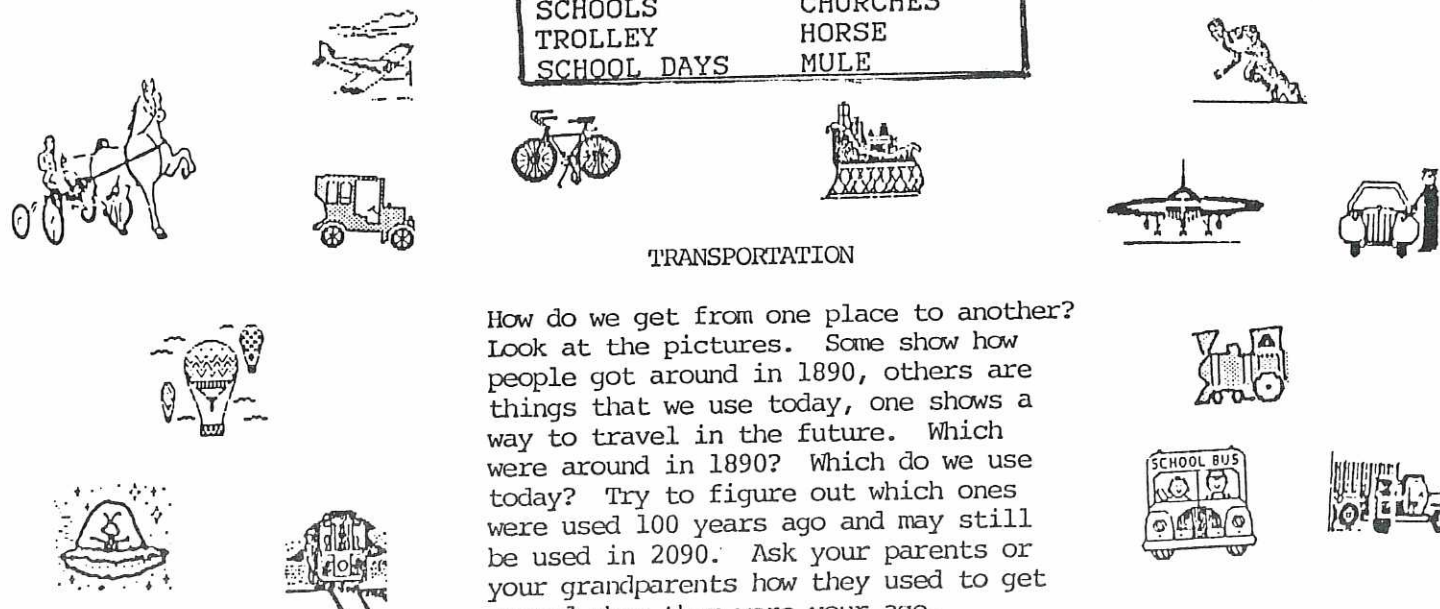 SCHOOLS CHURCHES
TROLLEY HORSE
SCHOOL DAYS MULE
TRANSPORTATION
How do we get from one place to another?
Look at the pictures. Some show how
people got around in 1890, others are
things that we use today, one shows a
way to travel in the future. Which
were around in 1890? Which do we use
today? Try to figure out which ones
were used 100 years ago and may still
be used in 2090. Ask your parents or
your grandparents how they used to get
SCHOOL BUS